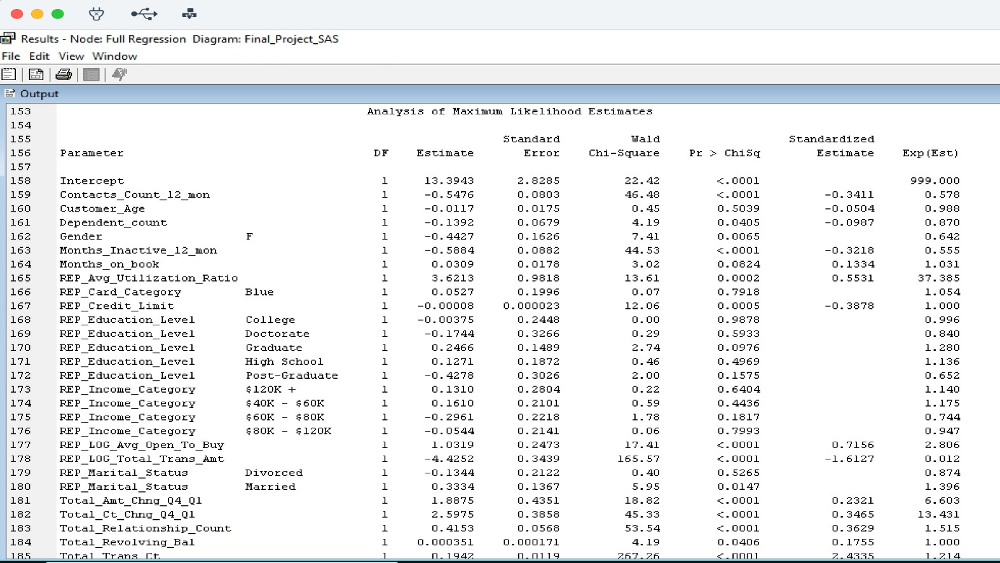 Results - Node: Full Regression  Diagram: Final_Project_SAS
File  Edit  View  Window
Output
153 Analysis of Maximum Likelihood Estimates
154
155 Standard Wald Standardized
156 Parameter DF Estimate Error Chi-Square Pr > ChiSq Estimate Exp(Est)
157
158 Intercept 1 13.3943 2.8285 22.42 <.0001 999.000
159 Contacts_Count_12_mon 1 -0.5476 0.0803 46.48 <.0001 -0.3411 0.578
160 Customer_Age 1 -0.0117 0.0175 0.45 0.5039 -0.0504 0.988
161 Dependent_count 1 -0.1392 0.0679 4.19 0.0405 -0.0987 0.870
162 Gender F 1 -0.4427 0.1626 7.41 0.0065 0.642
163 Months_Inactive_12_mon 1 -0.5884 0.0882 44.53 <.0001 -0.3218 0.555
164 Months_on_book 1 0.0309 0.0178 3.02 0.0824 0.1334 1.031
165 REP_Avg_Utilization_Ratio 1 3.6213 0.9818 13.61 0.0002 0.5531 37.385
166 REP_Card_Category Blue 1 0.0527 0.1996 0.07 0.7918 1.054
167 REP_Credit_Limit 1 -0.00008 0.000023 12.06 0.0005 -0.3878 1.000
168 REP_Education_Level College 1 -0.00375 0.2448 0.00 0.9878 0.996
169 REP_Education_Level Doctorate 1 -0.1744 0.3266 0.29 0.5933 0.840
170 REP_Education_Level Graduate 1 0.2466 0.1489 2.74 0.0976 1.280
171 REP_Education_Level High School 1 0.1271 0.1872 0.46 0.4969 1.136
172 REP_Education_Level Post-Graduate 1 -0.4278 0.3026 2.00 0.1575 0.652
173 REP_Income_Category $120K + 1 0.1310 0.2804 0.22 0.6404 1.140
174 REP_Income_Category $40K - $60K 1 0.1610 0.2101 0.59 0.4436 1.175
175 REP_Income_Category $60K - $80K 1 -0.2961 0.2218 1.78 0.1817 0.744
176 REP_Income_Category $80K - $120K 1 -0.0544 0.2141 0.06 0.7993 0.947
177 REP_LOG_Avg_Open_To_Buy 1 1.0319 0.2473 17.41 <.0001 0.7156 2.806
178 REP_LOG_Total_Trans_Amt 1 -4.4252 0.3439 165.57 <.0001 -1.6127 0.012
179 REP_Marital_Status Divorced 1 -0.1344 0.2122 0.40 0.5265 0.874
180 REP_Marital_Status Married 1 0.3334 0.1367 5.95 0.0147 1.396
181 Total_Amt_Chng_Q4_Q1 1 1.8875 0.4351 18.82 <.0001 0.2321 6.603
182 Total_Ct_Chng_Q4_Q1 1 2.5975 0.3858 45.33 <.0001 0.3465 13.431
183 Total_Relationship_Count 1 0.4153 0.0568 53.54 <.0001 0.3629 1.515
184 Total_Revolving_Bal 1 0.000351 0.000171 4.19 0.0406 0.1755 1.000
185 Total_Trans_Ct 1 0.1942 0.0119 267.26 <.0001 2.4335 1.214